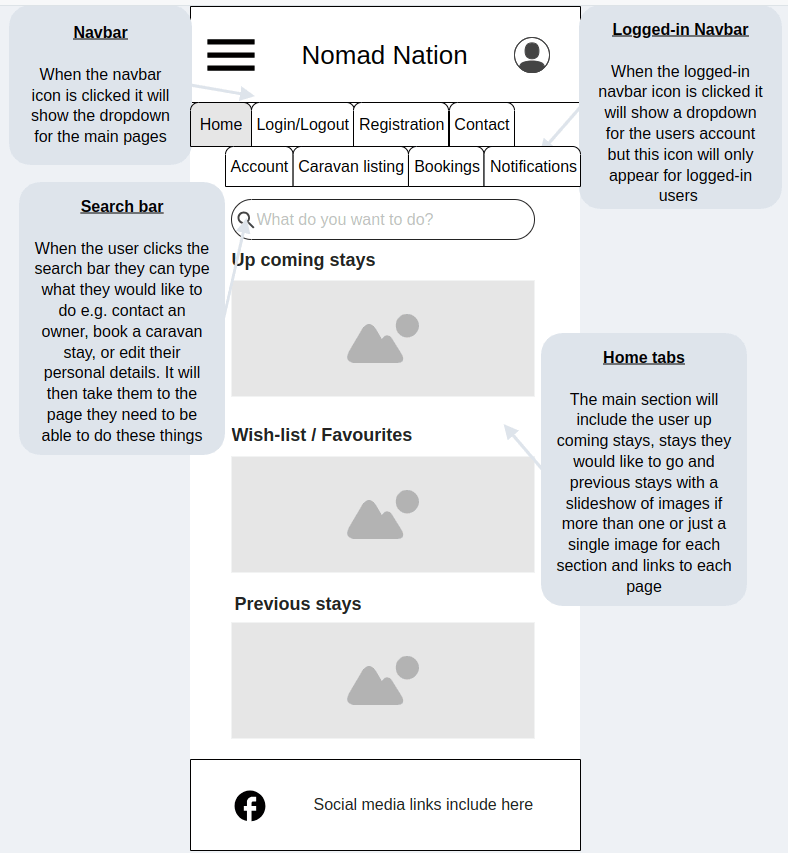 Navbar
When the navbar
icon is clicked it will
show the dropdown
for the main pages
Nomad Nation
Logged-in Navbar
When the logged-in
navbar icon is clicked it
will show a dropdown
for the users account
but this icon will only
appear for logged-in
users
Home
Login/Logout
Registration
Contact
Account
Caravan listing
Bookings
Notifications
Search bar
When the user clicks the
search bar they can type
what they would like to
do e.g. contact an
owner, book a caravan
stay, or edit their
personal details. It will
then take them to the
page they need to be
able to do these things
What do you want to do?
Up coming stays
Home tabs
The main section will
include the user up
coming stays, stays they
would like to go and
previous stays with a
slideshow of images if
more than one or just a
single image for each
section and links to each
page
Wish-list / Favourites
Previous stays
Social media links include here